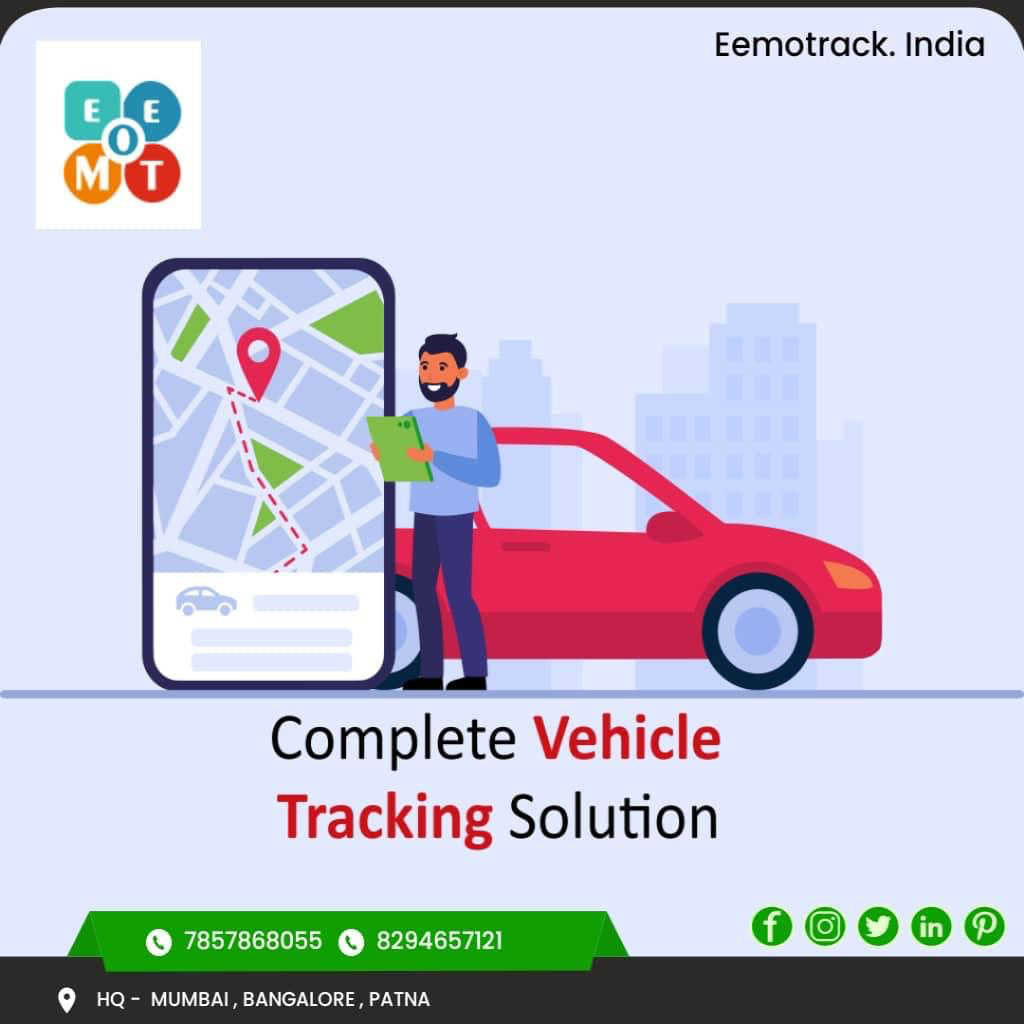 Eemotrack. India
E E
O
M T
Complete Vehicle
Tracking Solution
7857868055 8294657121
HQ - MUMBAI , BANGALORE , PATNA